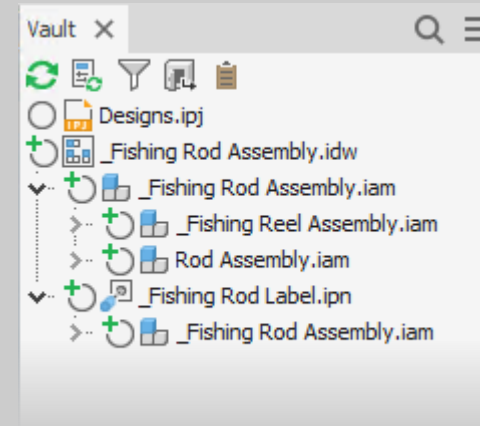 Vault
Designs.ipj
_Fishing Rod Assembly.idw
_Fishing Rod Assembly.iam
_Fishing Reel Assembly.iam
Rod Assembly.iam
_Fishing Rod Label.ipn
_Fishing Rod Assembly.iam